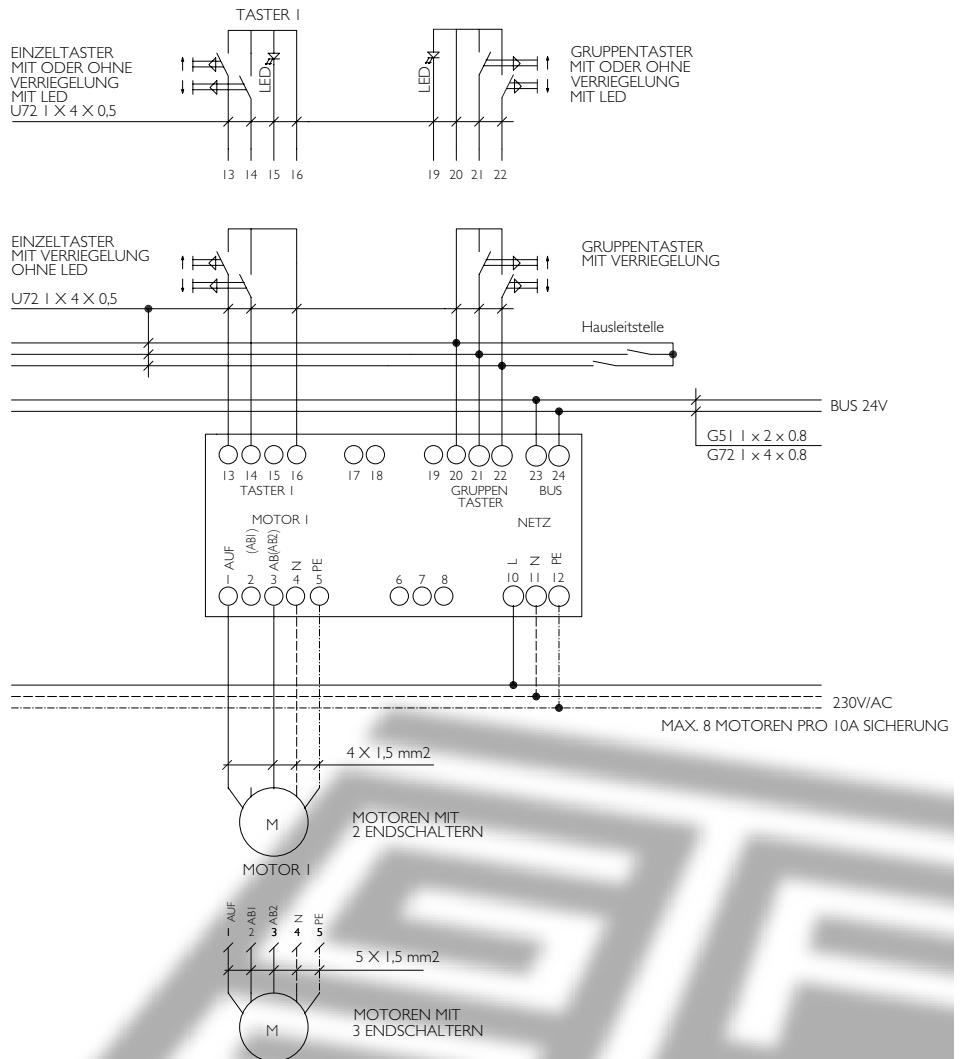 TASTER 1
EINZELTASTER
MIT ODER OHNE
VERRIEGELUNG
MIT LED
U72 1 X 4 X 0,5
LED
LED
GRUPPENTASTER
MIT ODER OHNE
VERRIEGELUNG
MIT LED
13 14 15 16
19 20 21 22
EINZELTASTER
MIT VERRIEGELUNG
OHNE LED
U72 1 X 4 X 0,5
GRUPPENTASTER
MIT VERRIEGELUNG
Hausleitstelle
BUS 24V
G51 1 x 2 x 0.8
G72 1 x 4 x 0.8
13 14 15 16 17 18 19 20 21 22 23 24
TASTER 1
GRUPPEN
TASTER
BUS
MOTOR 1
NETZ
AUF
(AB1)
AB(AB2)
N
PE
L
N
PE
1 2 3 4 5 6 7 8 10 11 12
230V/AC
MAX. 8 MOTOREN PRO 10A SICHERUNG
4 X 1,5 mm2
M
MOTOREN MIT
2 ENDSCHALTERN
MOTOR 1
AUF
AB1
AB2
N
PE
1 2 3 4 5
5 X 1,5 mm2
M
MOTOREN MIT
3 ENDSCHALTERN